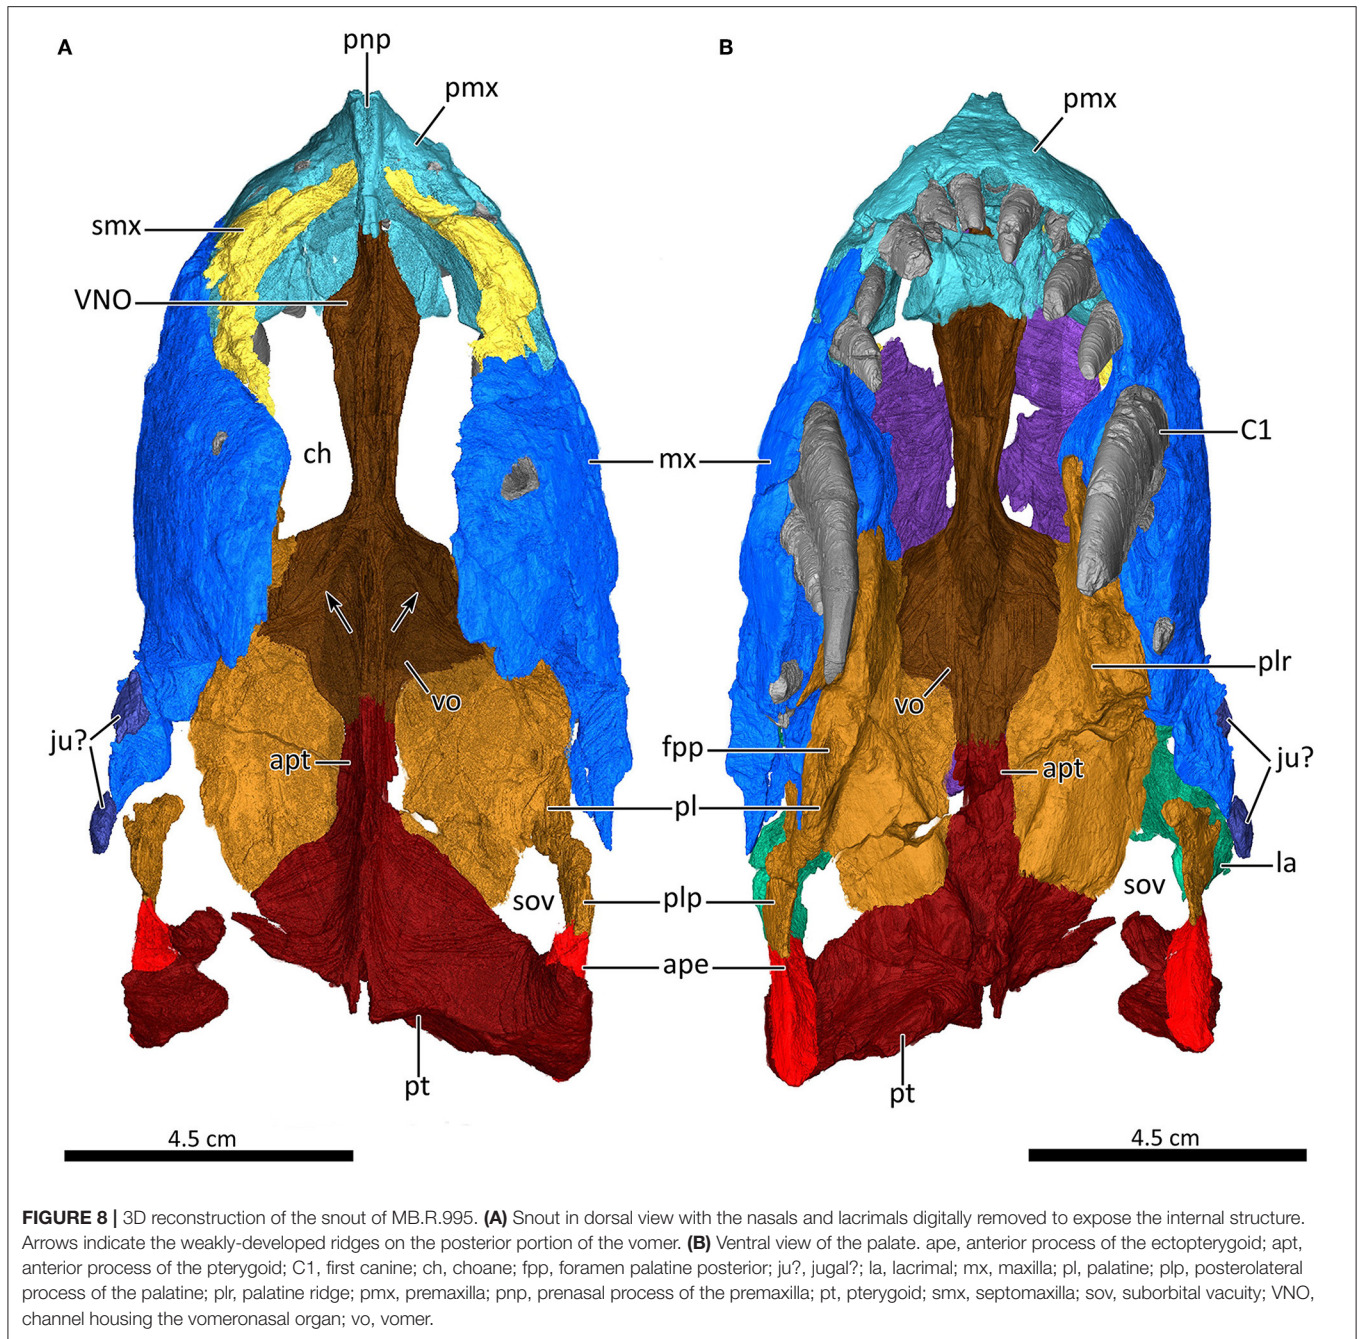 A
B
pnp
pmx
pmx
smx
VNO
ch
mx
C1
plr
vo
vo
ju?
apt
fpp
apt
ju?
pl
la
sov
plp
sov
ape
pt
pt
4.5 cm
4.5 cm
FIGURE 8 | 3D reconstruction of the snout of MB.R.995. (A) Snout in dorsal view with the nasals and lacrimals digitally removed to expose the internal structure.
Arrows indicate the weakly-developed ridges on the posterior portion of the vomer. (B) Ventral view of the palate. ape, anterior process of the ectopterygoid; apt,
anterior process of the pterygoid; C1, first canine; ch, choane; fpp, foramen palatine posterior; ju?, jugal?; la, lacrimal; mx, maxilla; pl, palatine; plp, posterolateral
process of the palatine; plr, palatine ridge; pmx, premaxilla; pnp, prenasal process of the premaxilla; pt, pterygoid; smx, septomaxilla; sov, suborbital vacuity; VNO,
channel housing the vomeronasal organ; vo, vomer.